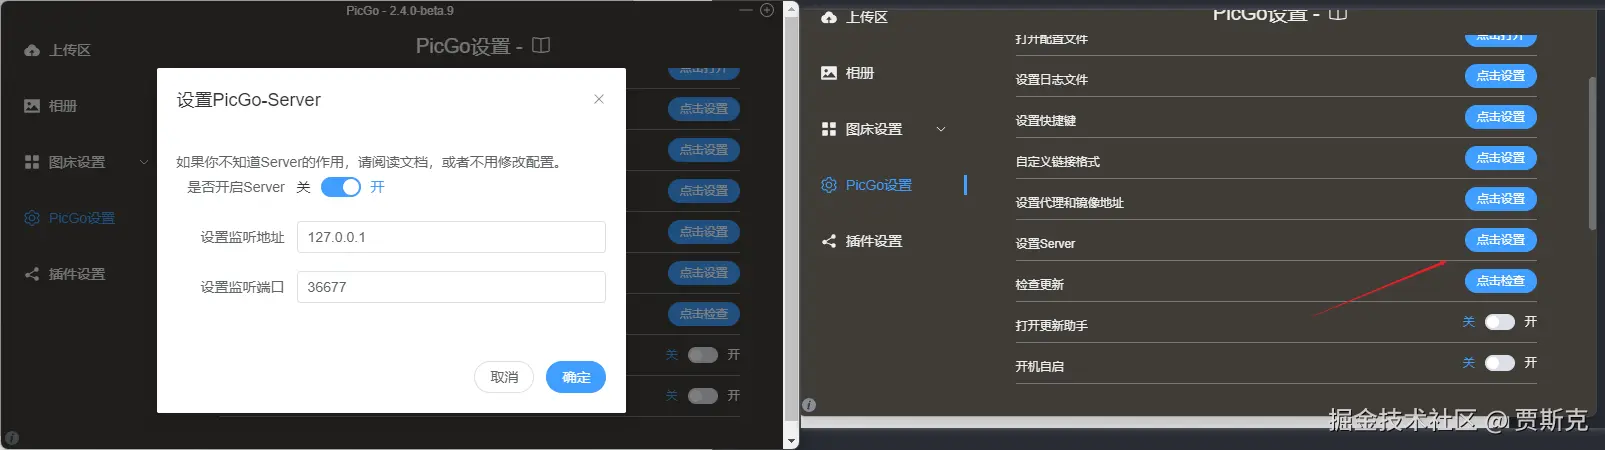 PicGo - 2.4.0-beta.9
上传区
PicGo设置 -
相册
图床设置
PicGo设置
插件设置
点击打开
点击设置
点击设置
点击设置
点击设置
点击设置
点击检查
关 开
关 开
设置PicGo-Server
如果你不知道Server的作用，请阅读文档，或者不用修改配置。
是否开启Server 关 开
设置监听地址 127.0.0.1
设置监听端口 36677
取消 确定
上传区
PicGo设置 -
相册
图床设置
PicGo设置
插件设置
打开配置文件 点击打开
设置日志文件 点击设置
设置快捷键 点击设置
自定义链接格式 点击设置
设置代理和镜像地址 点击设置
设置Server 点击设置
检查更新 点击检查
打开更新助手 关 开
开机自启 关 开
掘金技术社区 @ 贾斯克